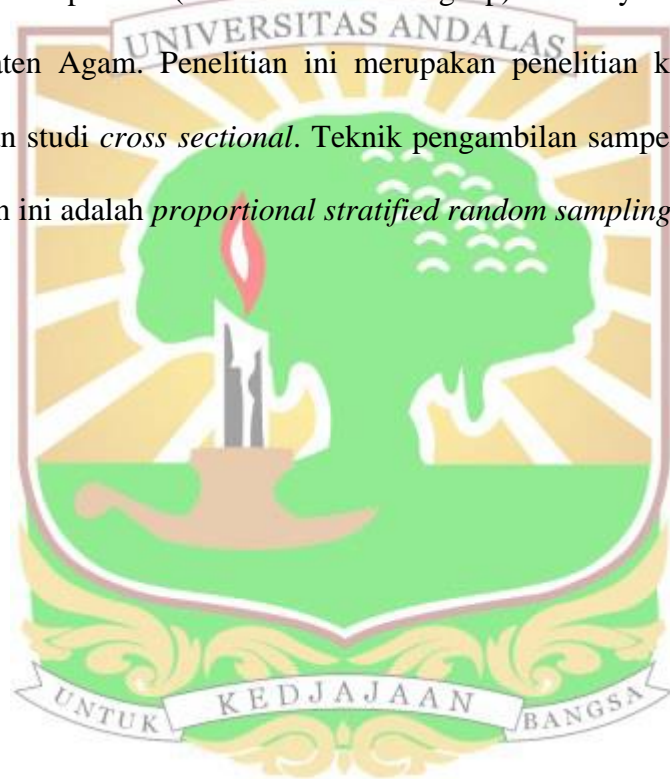 UNIVERSITAS ANDALAS
aten Agam. Penelitian ini merupakan penelitian k
n studi cross sectional. Teknik pengambilan sampe
n ini adalah proportional stratified random sampling
UNTUK KEDJAJAAN BANGSA